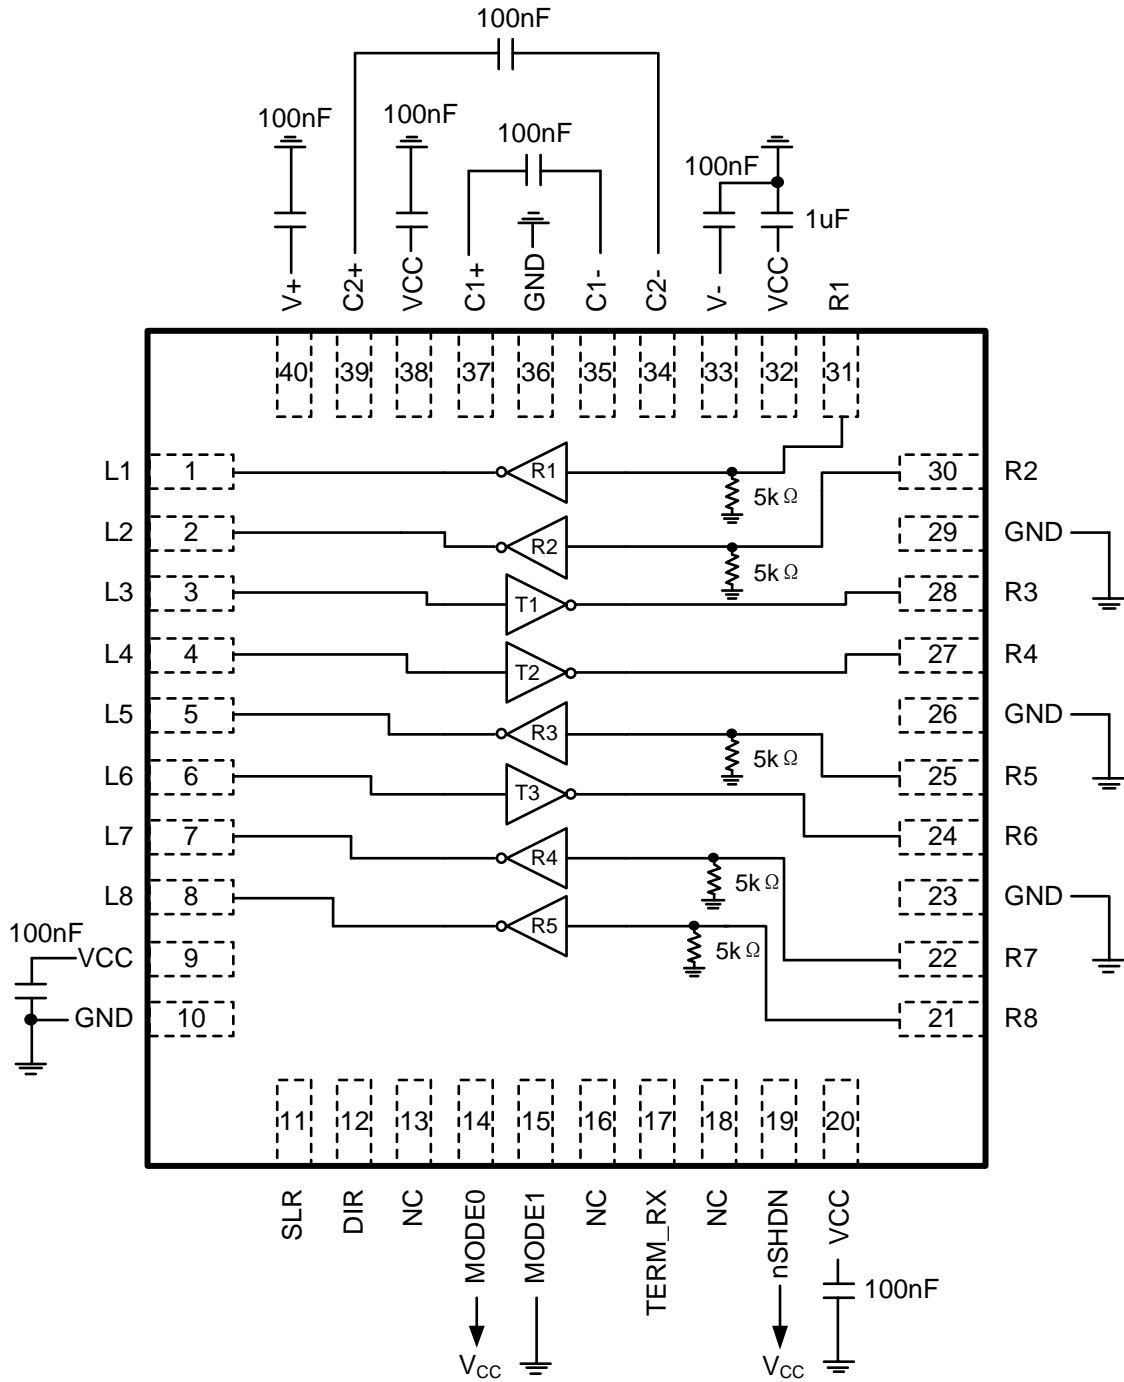 100nF
100nF
100nF
100nF
100nF
1uF
V+
C2+
VCC
C1+
GND
C1-
C2-
V-
VCC
R1
40
39
38
37
36
35
34
33
32
31
L1
1
R1
5kΩ
30
R2
L2
2
R2
5kΩ
29
GND
L3
3
T1
28
R3
L4
4
T2
27
R4
L5
5
R3
5kΩ
26
GND
L6
6
T3
25
R5
L7
7
R4
5kΩ
24
R6
L8
8
R5
5kΩ
23
GND
100nF
VCC
9
22
R7
GND
10
21
R8
11
12
13
14
15
16
17
18
19
20
SLR
DIR
NC
MODE0
MODE1
NC
TERM_RX
NC
nSHDN
VCC
100nF
VCC
VCC